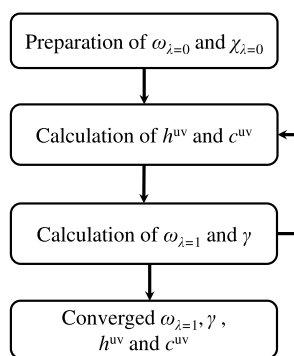 Preparation of ω_{λ=0} and χ_{λ=0}
Calculation of h^{uv} and c^{uv}
Calculation of ω_{λ=1} and γ
Converged ω_{λ=1}, γ ,
h^{uv} and c^{uv}